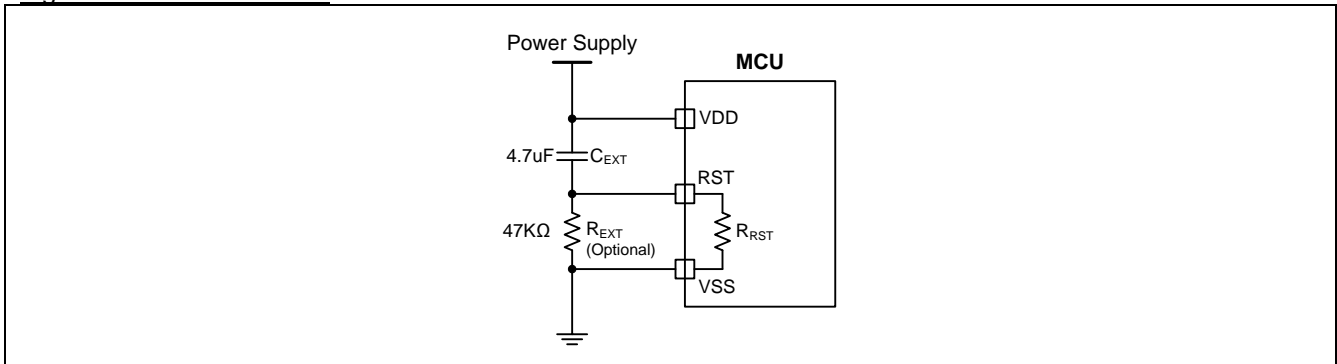 Power Supply
MCU
VDD
4.7uF
C_EXT
RST
47KΩ
R_EXT
(Optional)
R_RST
VSS